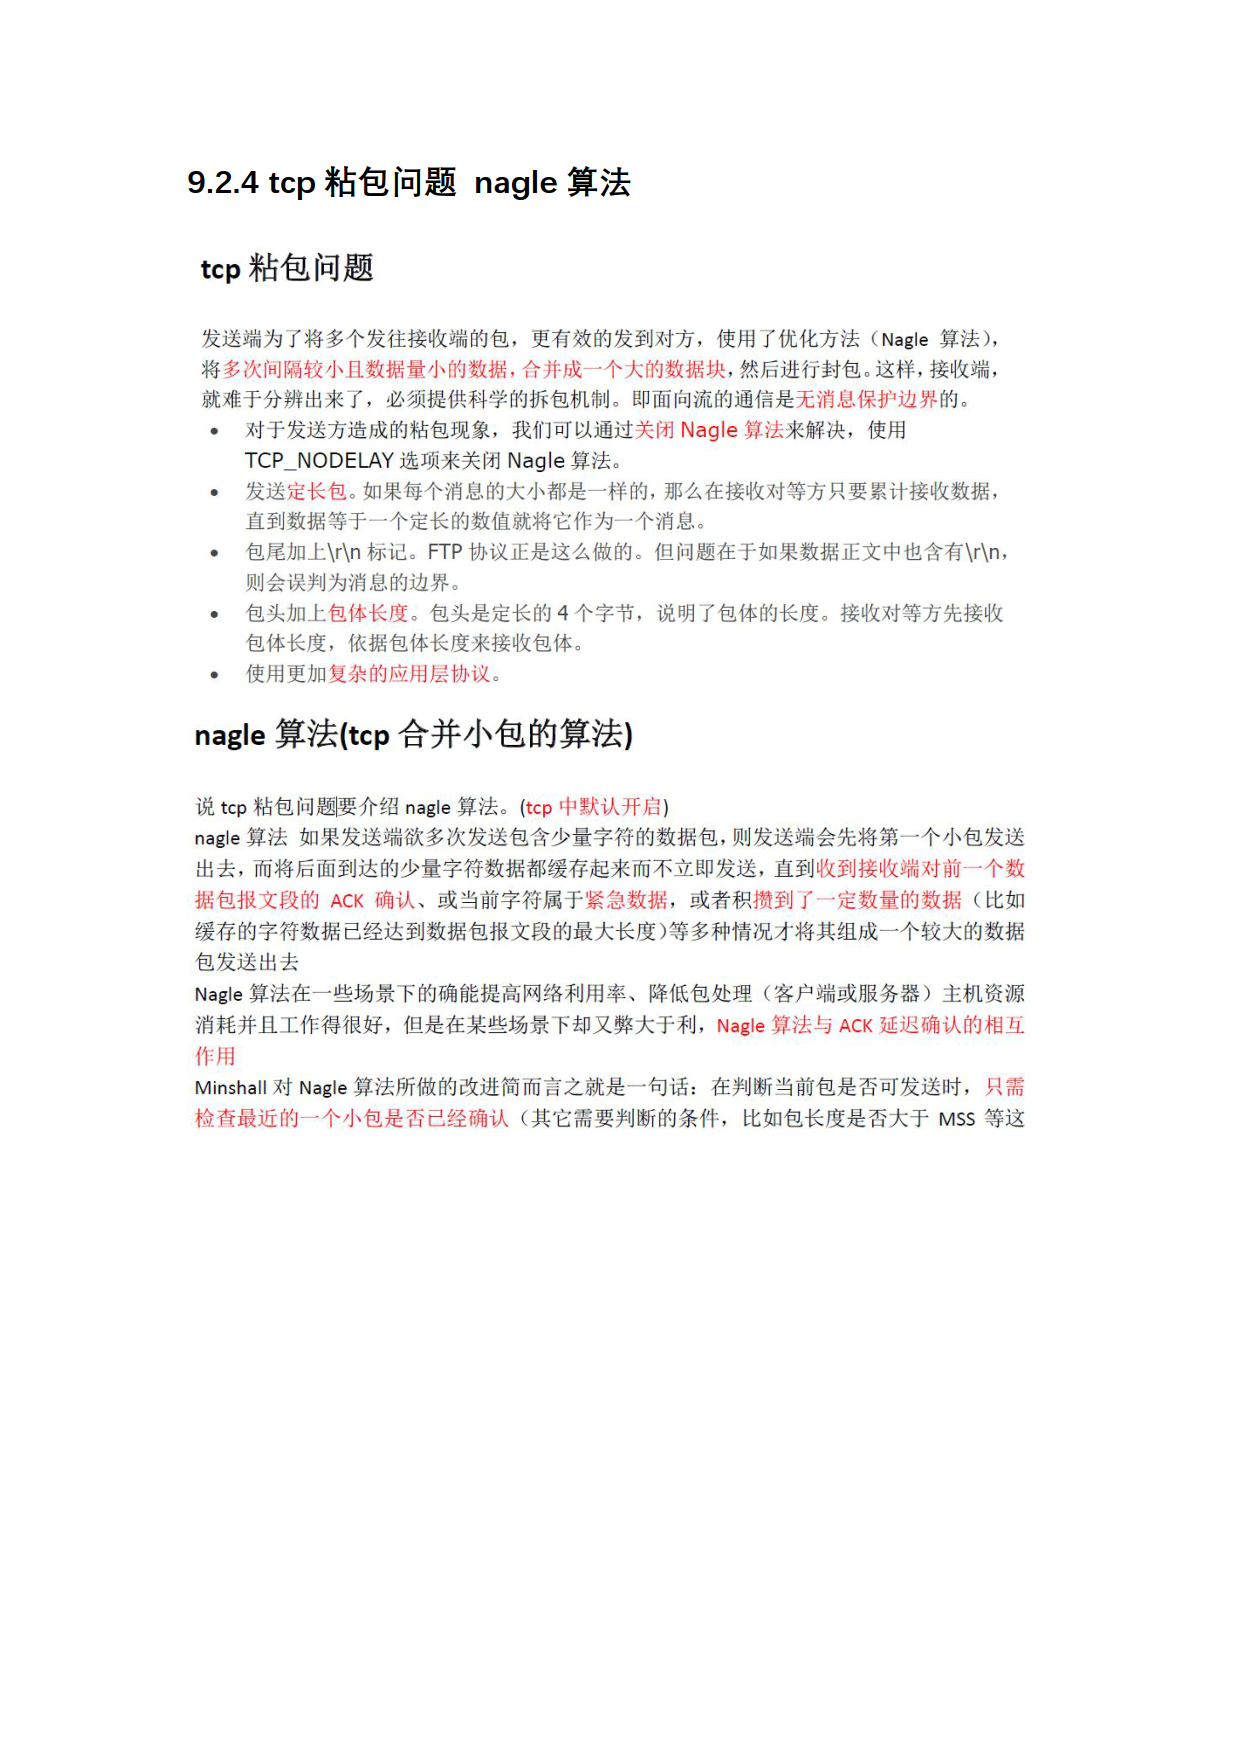 9.2.4 tcp 粘包问题 nagle 算法
tcp 粘包问题
发送端为了将多个发往接收端的包，更有效的发到对方，使用了优化方法（Nagle 算法），
将多次间隔较小且数据量小的数据，合并成一个大的数据块，然后进行封包。这样，接收端，
就难于分辨出来了，必须提供科学的拆包机制。即面向流的通信是无消息保护边界的。
• 对于发送方造成的粘包现象，我们可以通过关闭 Nagle 算法来解决，使用
TCP_NODELAY 选项来关闭 Nagle 算法。
• 发送定长包。如果每个消息的大小都是一样的，那么在接收对等方只要累计接收数据，
直到数据等于一个定长的数值就将它作为一个消息。
• 包尾加上\r\n 标记。FTP 协议正是这么做的。但问题在于如果数据正文中也含有\r\n，
则会误判为消息的边界。
• 包头加上包体长度。包头是定长的 4 个字节，说明了包体的长度。接收对等方先接收
包体长度，依据包体长度来接收包体。
• 使用更加复杂的应用层协议。
nagle 算法(tcp 合并小包的算法)
说 tcp 粘包问题要介绍 nagle 算法。(tcp 中默认开启)
nagle 算法 如果发送端欲多次发送包含少量字符的数据包，则发送端会先将第一个小包发送
出去，而将后面到达的少量字符数据都缓存起来而不立即发送，直到收到接收端对前一个数
据包报文段的 ACK 确认、或当前字符属于紧急数据，或者积攒到了一定数量的数据（比如
缓存的字符数据已经达到数据包报文段的最大长度）等多种情况才将其组成一个较大的数据
包发送出去
Nagle 算法在一些场景下的确能提高网络利用率、降低包处理（客户端或服务器）主机资源
消耗并且工作得很好，但是在某些场景下却又弊大于利，Nagle 算法与 ACK 延迟确认的相互
作用
Minshall 对 Nagle 算法所做的改进简而言之就是一句话：在判断当前包是否可发送时，只需
检查最近的一个小包是否已经确认（其它需要判断的条件，比如包长度是否大于 MSS 等这